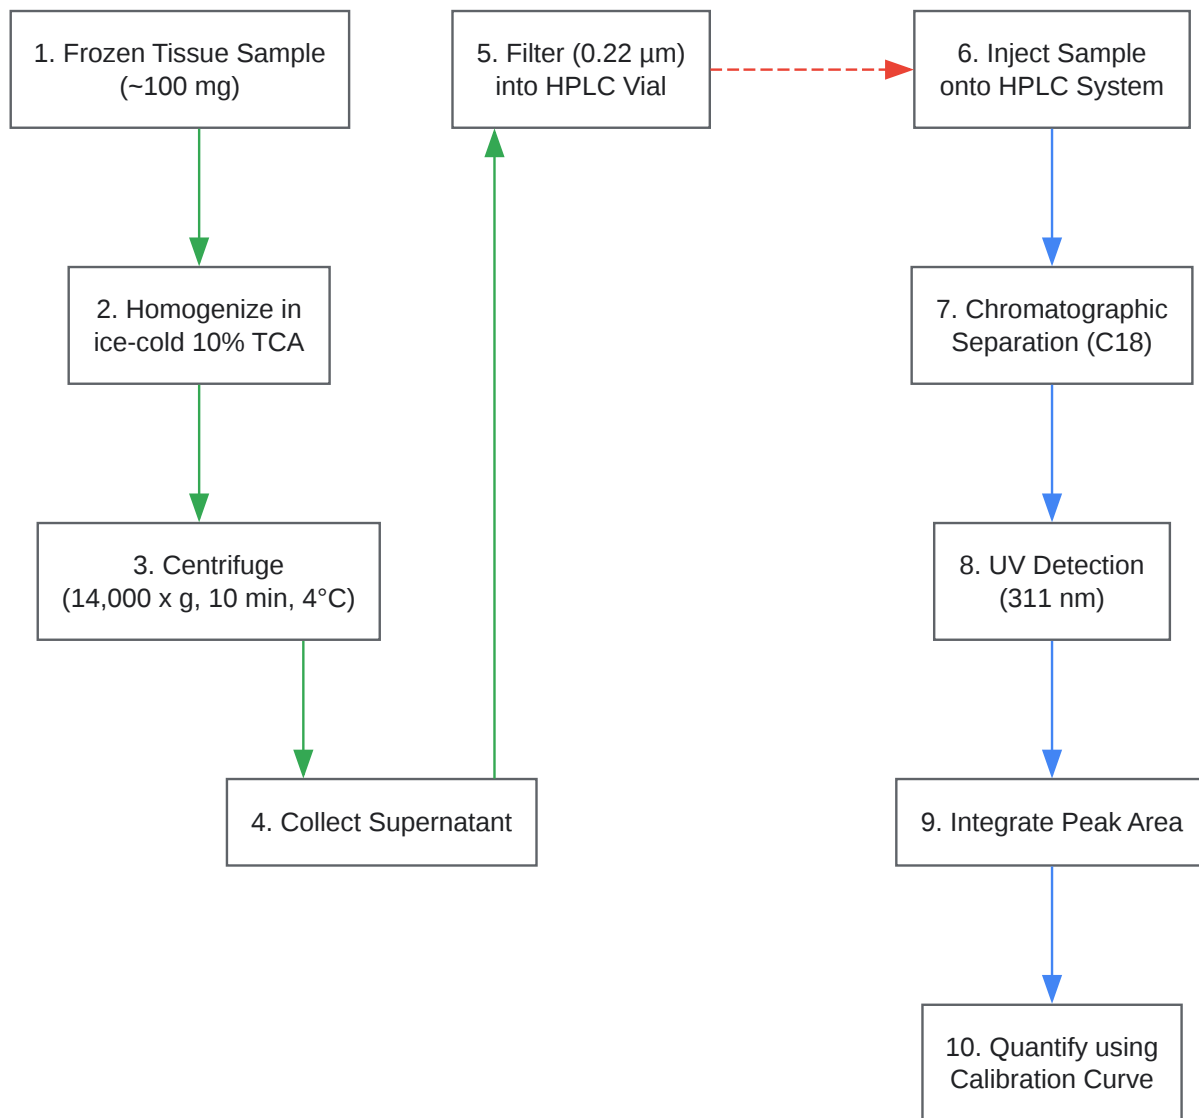 1. Frozen Tissue Sample
(~100 mg)
2. Homogenize in
ice-cold 10% TCA
3. Centrifuge
(14,000 x g, 10 min, 4°C)
4. Collect Supernatant
5. Filter (0.22 µm)
into HPLC Vial
6. Inject Sample
onto HPLC System
7. Chromatographic
Separation (C18)
8. UV Detection
(311 nm)
9. Integrate Peak Area
10. Quantify using
Calibration Curve